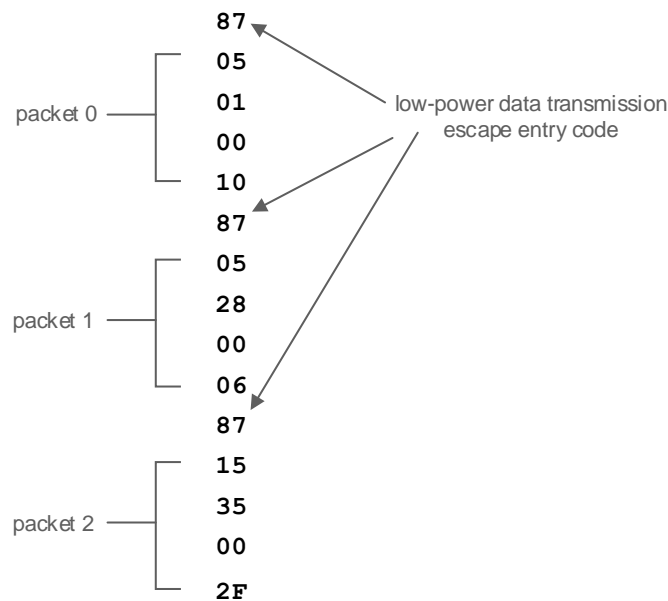 87
05
01
packet 0
00
10
low-power data transmission
escape entry code
87
05
28
packet 1
00
06
87
15
35
packet 2
00
2F